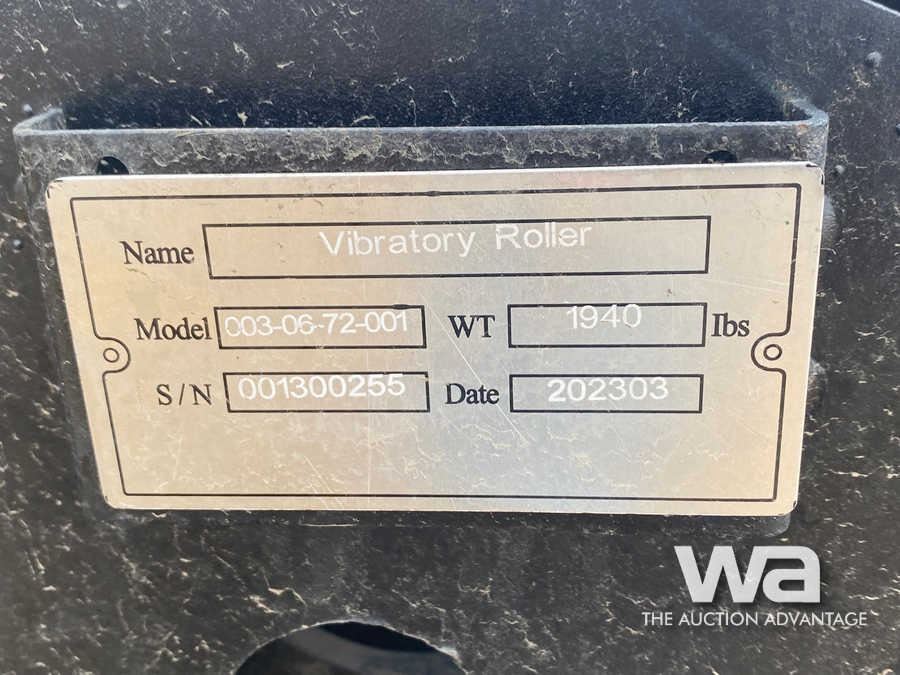 Name Vibratory Roller
Model 003-06-72-001 WT 1940 lbs
S/N 001300255 Date 202303
wa
THE AUCTION ADVANTAGE